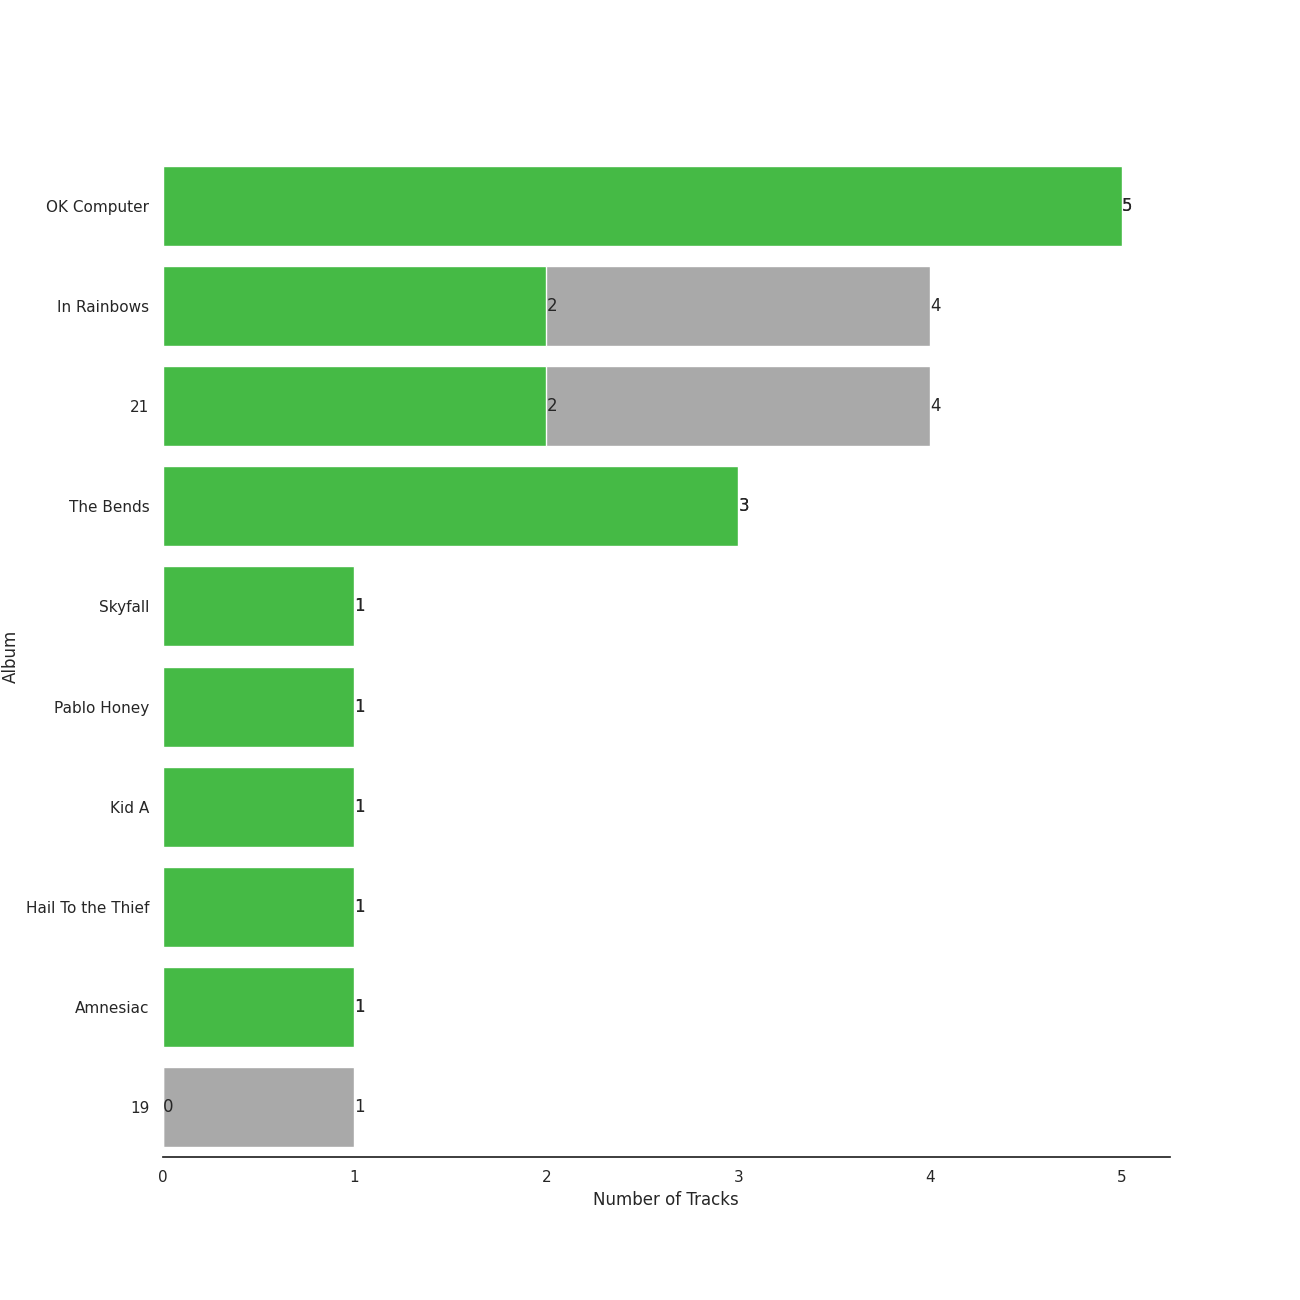 OK Computer 5
In Rainbows 2 4
21 2 4
The Bends 3
Skyfall 1
Pablo Honey 1
Kid A 1
Hail To the Thief 1
Amnesiac 1
19 0 1
0 1 2 3 4 5
Number of Tracks
Album